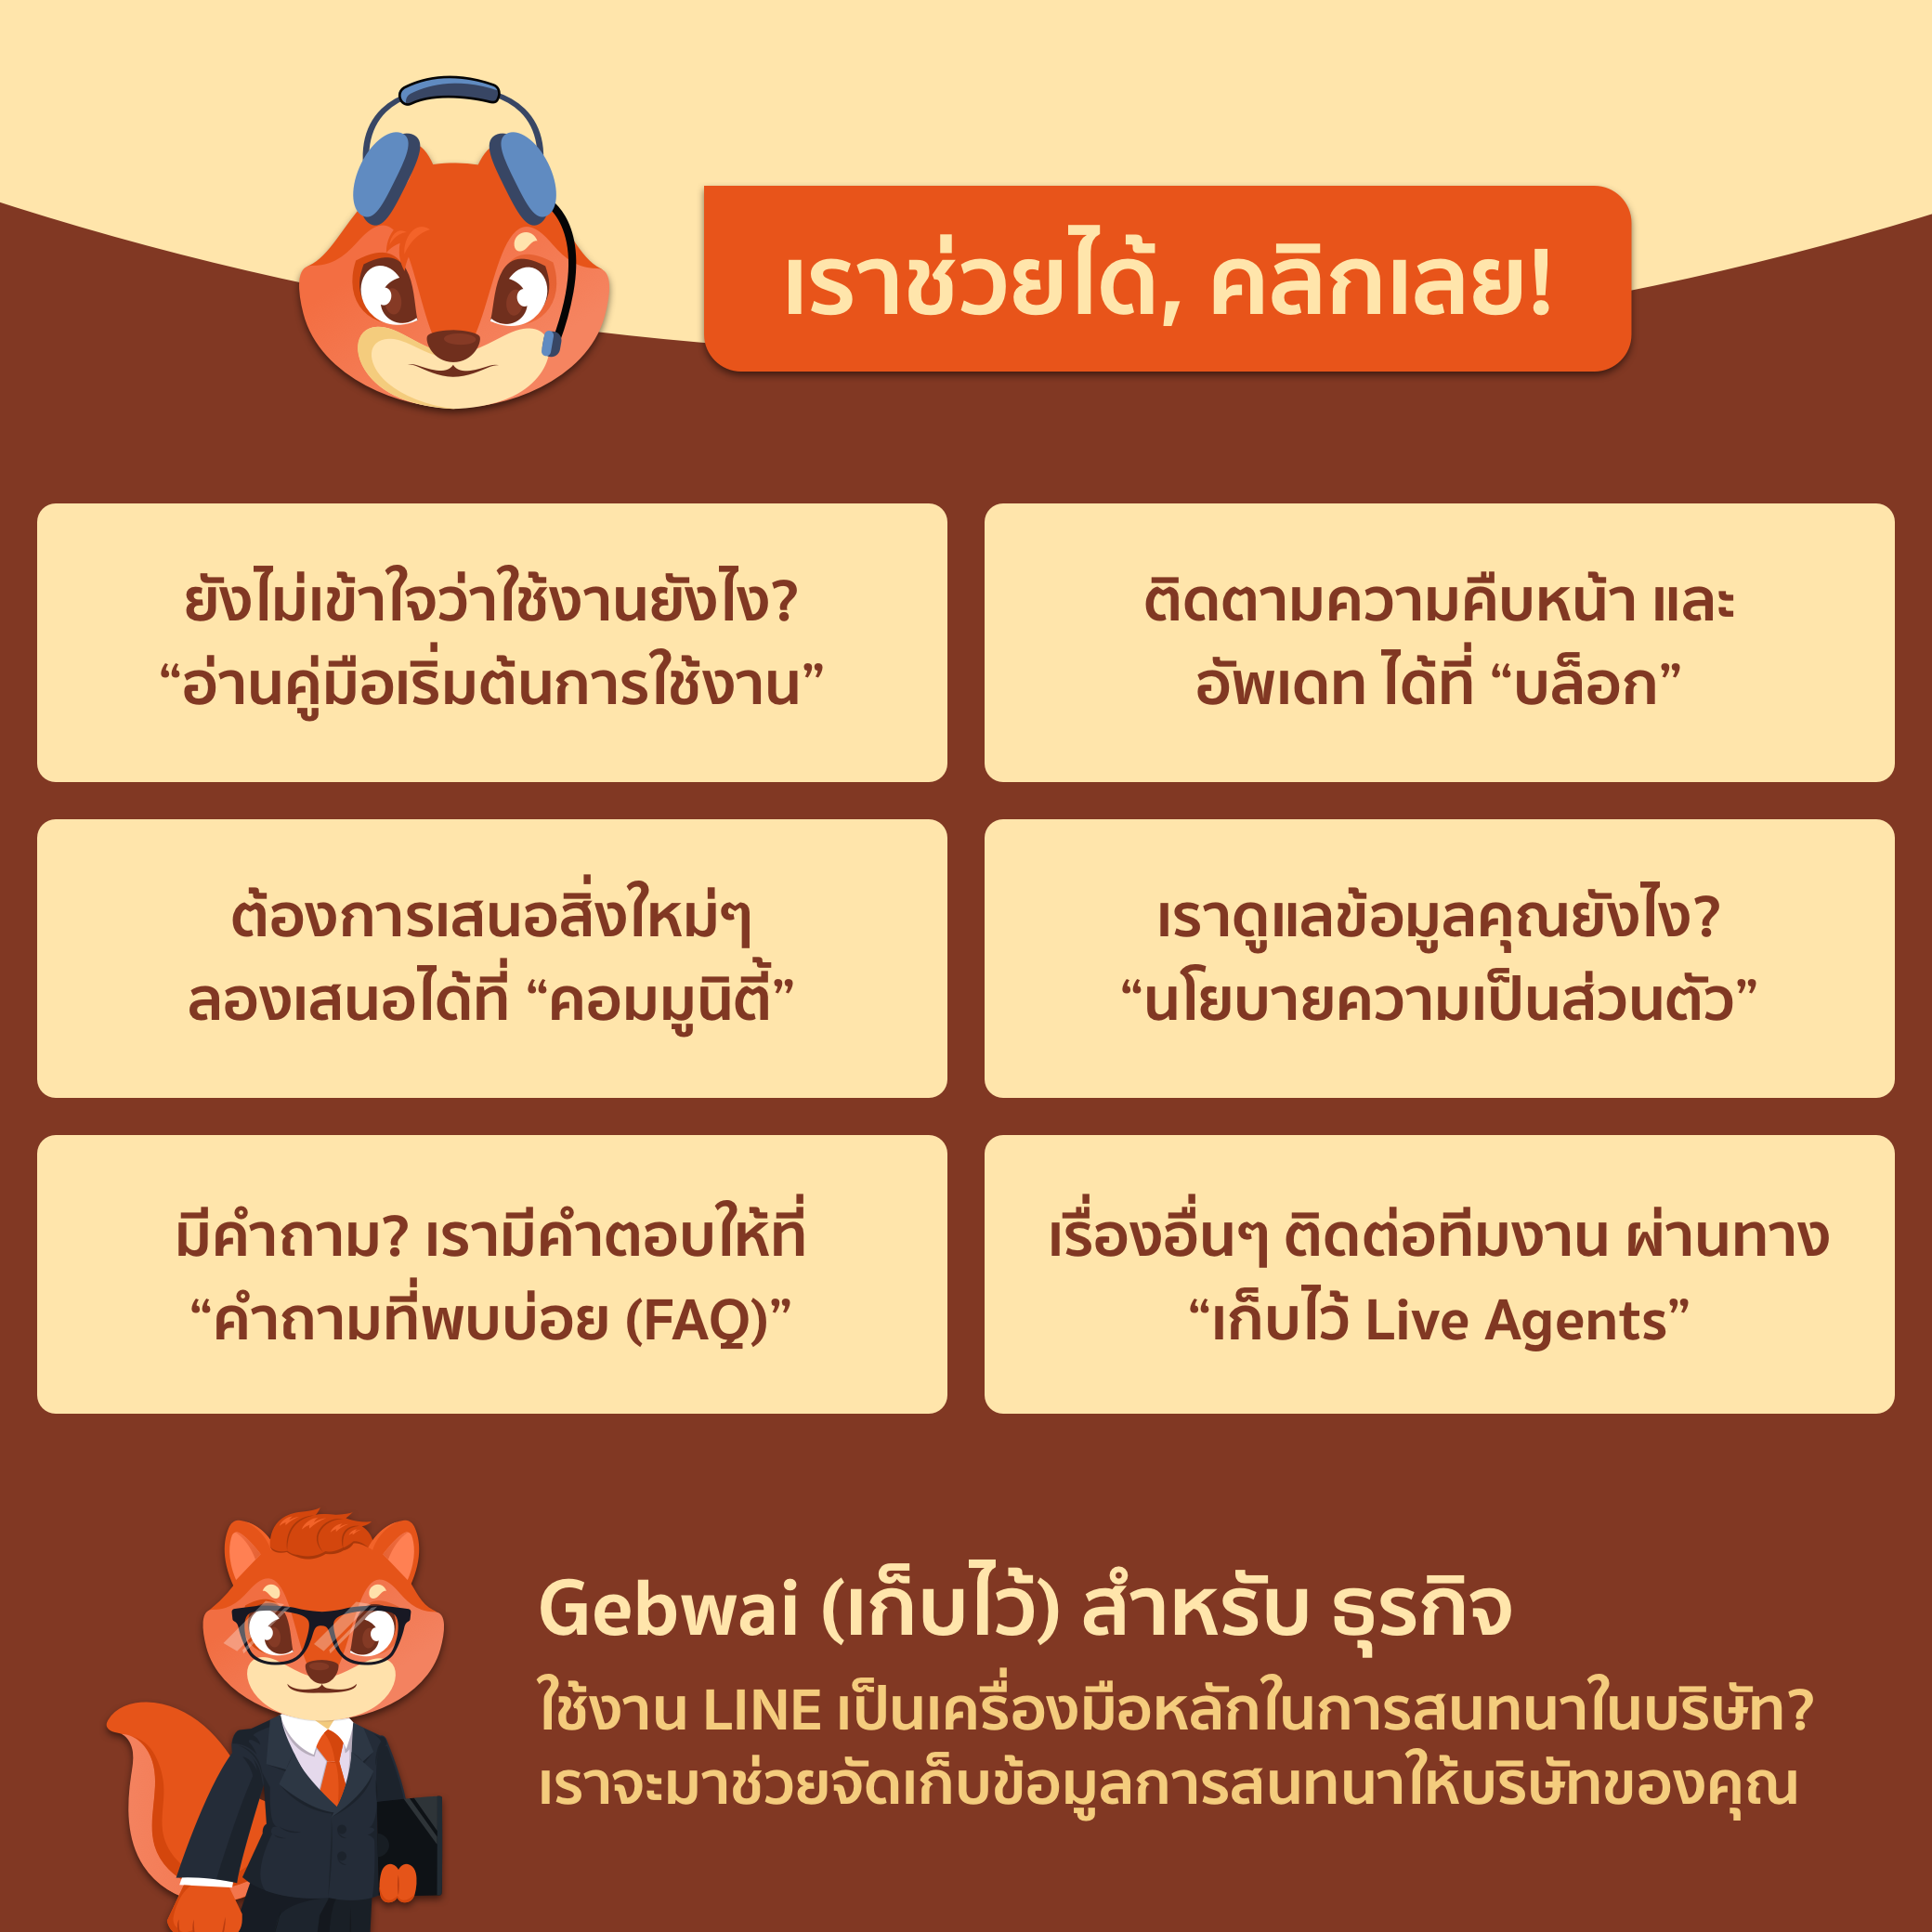 เราช่วยได้, คลิกเลย!
ยังไม่เข้าใจว่าใช้งานยังไง?
“อ่านคู่มือเริ่มต้นการใช้งาน”
ติดตามความคืบหน้า และ
อัพเดท ได้ที่ “บล็อก”
ต้องการเสนอสิ่งใหม่ๆ
ลองเสนอได้ที่ “คอมมูนิตี้”
เราดูแลข้อมูลคุณยังไง?
“นโยบายความเป็นส่วนตัว”
มีคำถาม? เรามีคำตอบให้ที่
“คำถามที่พบบ่อย (FAQ)”
เรื่องอื่นๆ ติดต่อทีมงาน ผ่านทาง
“เก็บไว้ Live Agents”
Gebwai (เก็บไว้) สำหรับ ธุรกิจ
ใช้งาน LINE เป็นเครื่องมือหลักในการสนทนาในบริษัท?
เราจะมาช่วยจัดเก็บข้อมูลการสนทนาให้บริษัทของคุณ